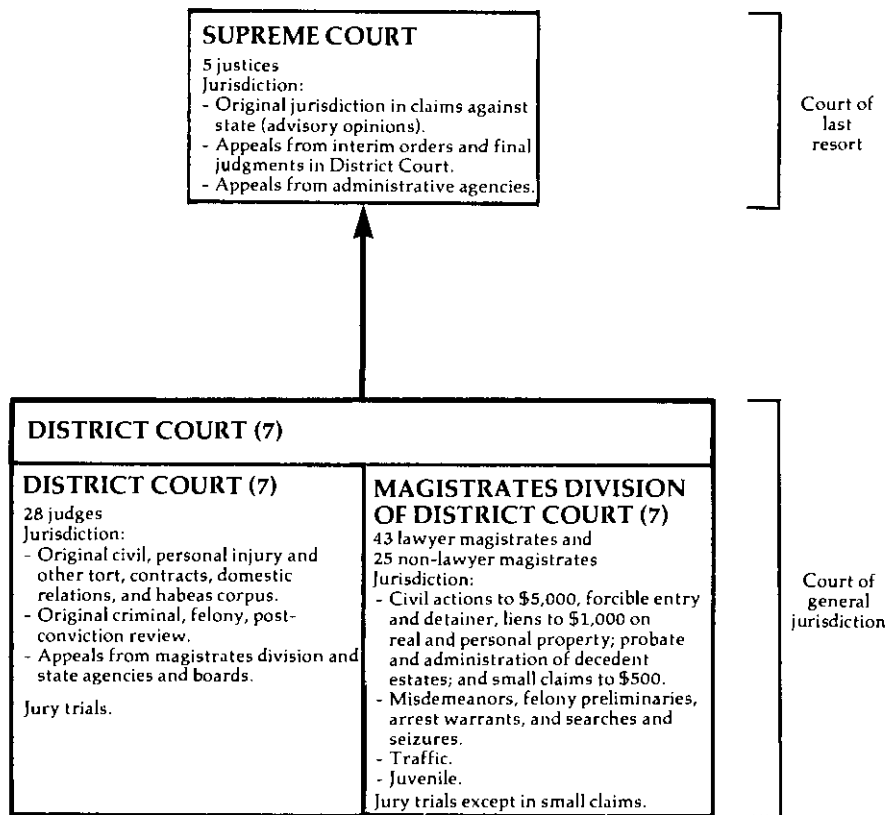 SUPREME COURT
5 justices
Jurisdiction:
- Original jurisdiction in claims against
state (advisory opinions).
- Appeals from interim orders and final
judgments in District Court.
- Appeals from administrative agencies.
Court of
last
resort
DISTRICT COURT (7)
DISTRICT COURT (7)
28 judges
Jurisdiction:
- Original civil, personal injury and
other tort, contracts, domestic
relations, and habeas corpus.
- Original criminal, felony, post-
conviction review.
- Appeals from magistrates division and
state agencies and boards.
Jury trials.
MAGISTRATES DIVISION
OF DISTRICT COURT (7)
43 lawyer magistrates and
25 non-lawyer magistrates
Jurisdiction:
- Civil actions to $5,000, forcible entry
and detainer, liens to $1,000 on
real and personal property; probate
and administration of decedent
estates; and small claims to $500.
- Misdemeanors, felony preliminaries,
arrest warrants, and searches and
seizures.
- Traffic.
- Juvenile.
Jury trials except in small claims.
Court of
general
jurisdiction